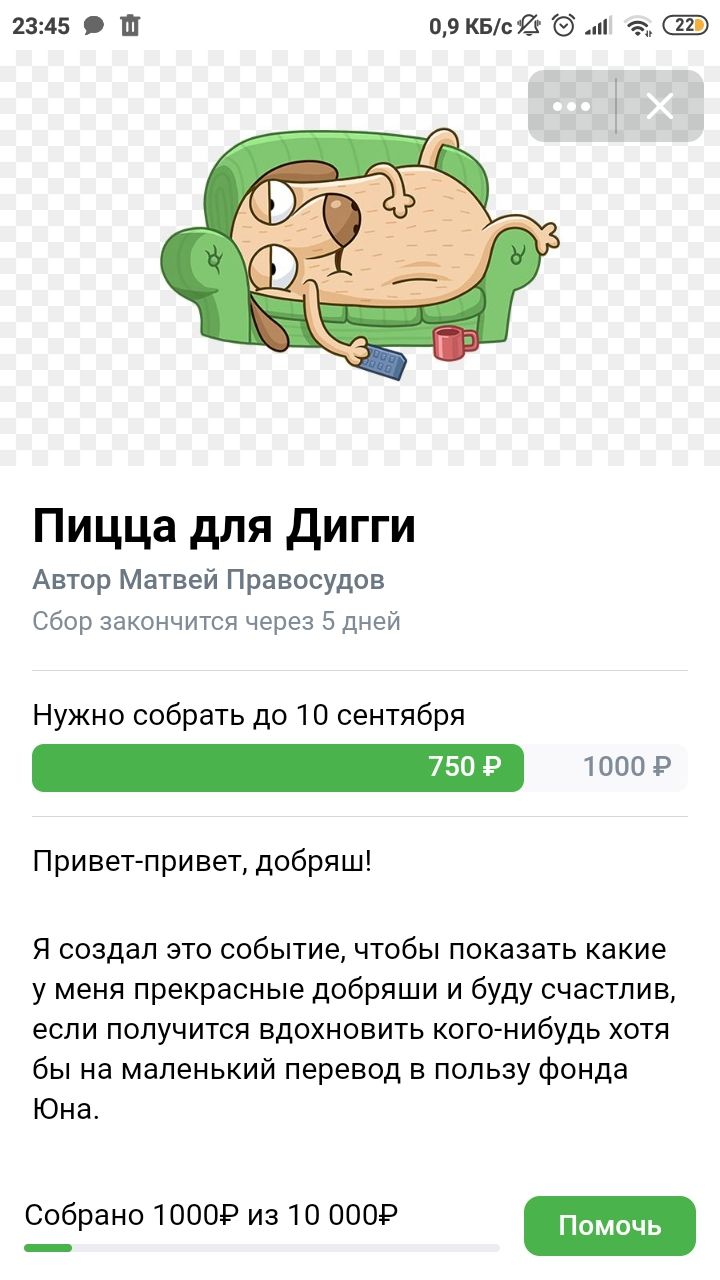 23:45
0,9 КБ/с
22
Пицца для Дигги
Автор Матвей Правосудов
Сбор закончится через 5 дней
Нужно собрать до 10 сентября
750 ₽ 1000 ₽
Привет-привет, добряш!
Я создал это событие, чтобы показать какие
у меня прекрасные добряши и буду счастлив,
если получится вдохновить кого-нибудь хотя
бы на маленький перевод в пользу фонда
Юна.
Собрано 1000₽ из 10 000₽
Помочь